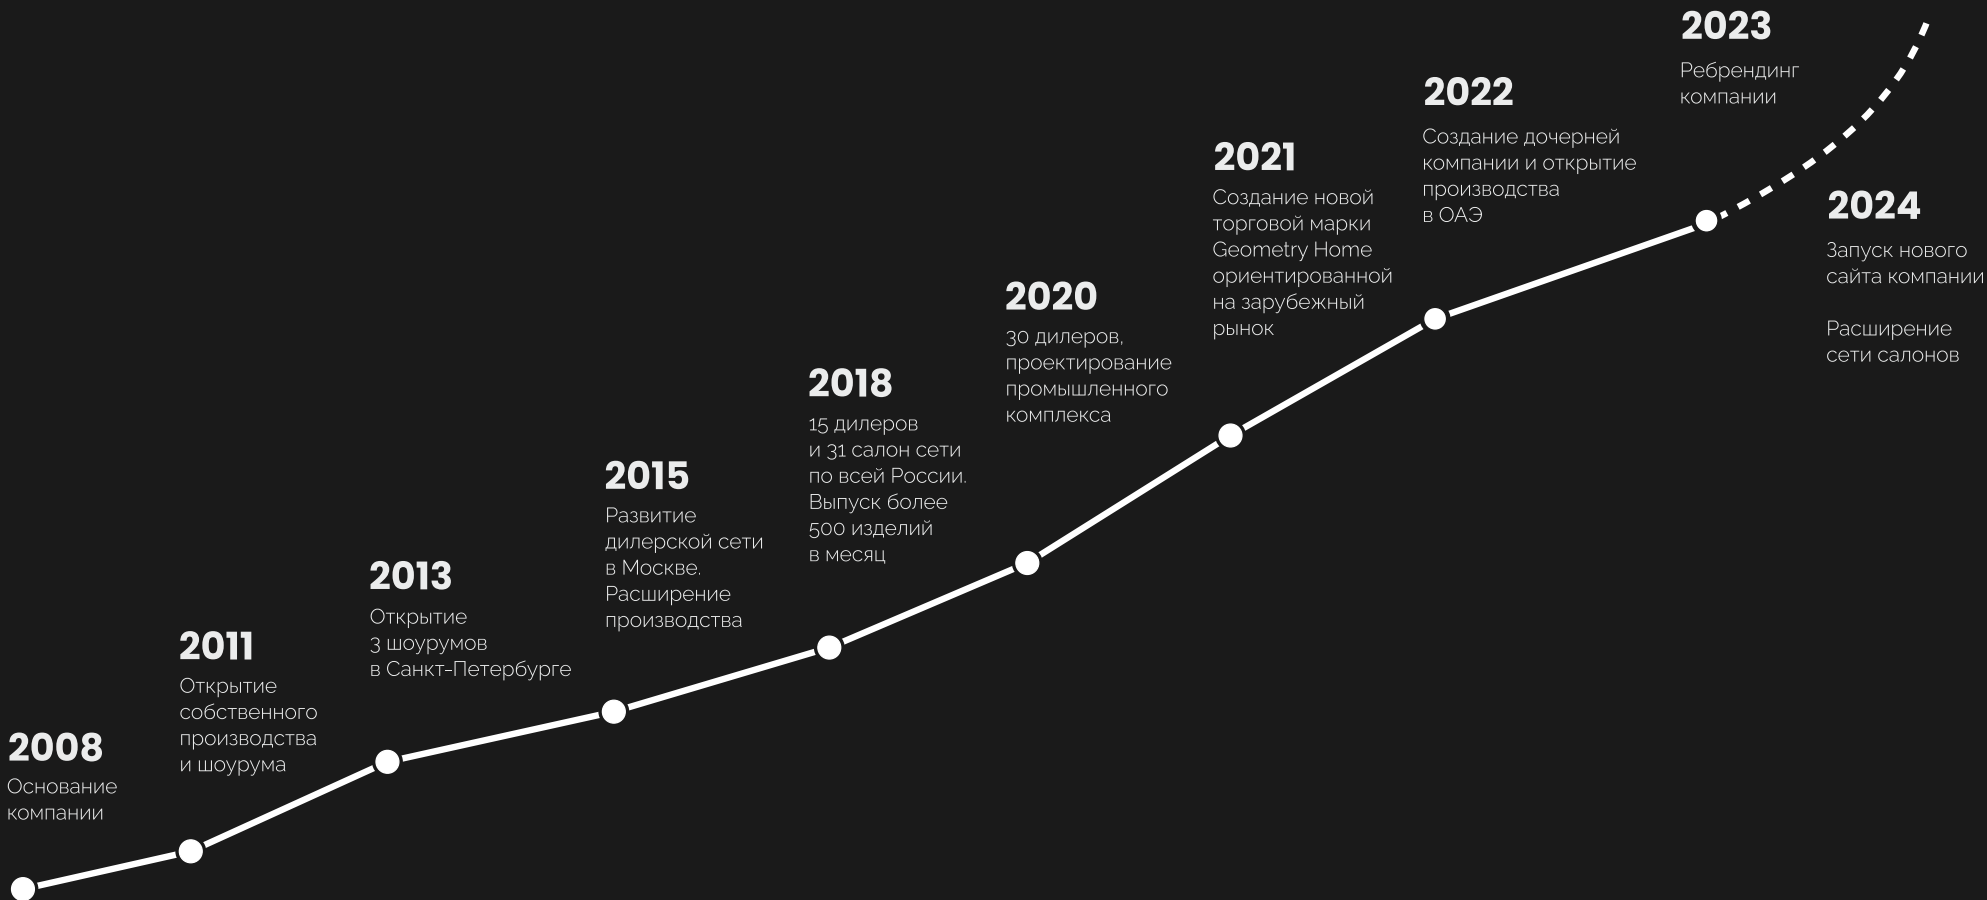 2008
Основание
компании
2011
Открытие
собственного
производства
и шоурума
2013
Открытие
3 шоурумов
в Санкт-Петербурге
2015
Развитие
дилерской сети
в Москве.
Расширение
производства
2018
15 дилеров
и 31 салон сети
по всей России.
Выпуск более
500 изделий
в месяц
2020
30 дилеров,
проектирование
промышленного
комплекса
2021
Создание новой
торговой марки
Geometry Home
ориентированной
на зарубежный
рынок
2022
Создание дочерней
компании и открытие
производства
в ОАЭ
2023
Ребрендинг
компании
2024
Запуск нового
сайта компании
Расширение
сети салонов